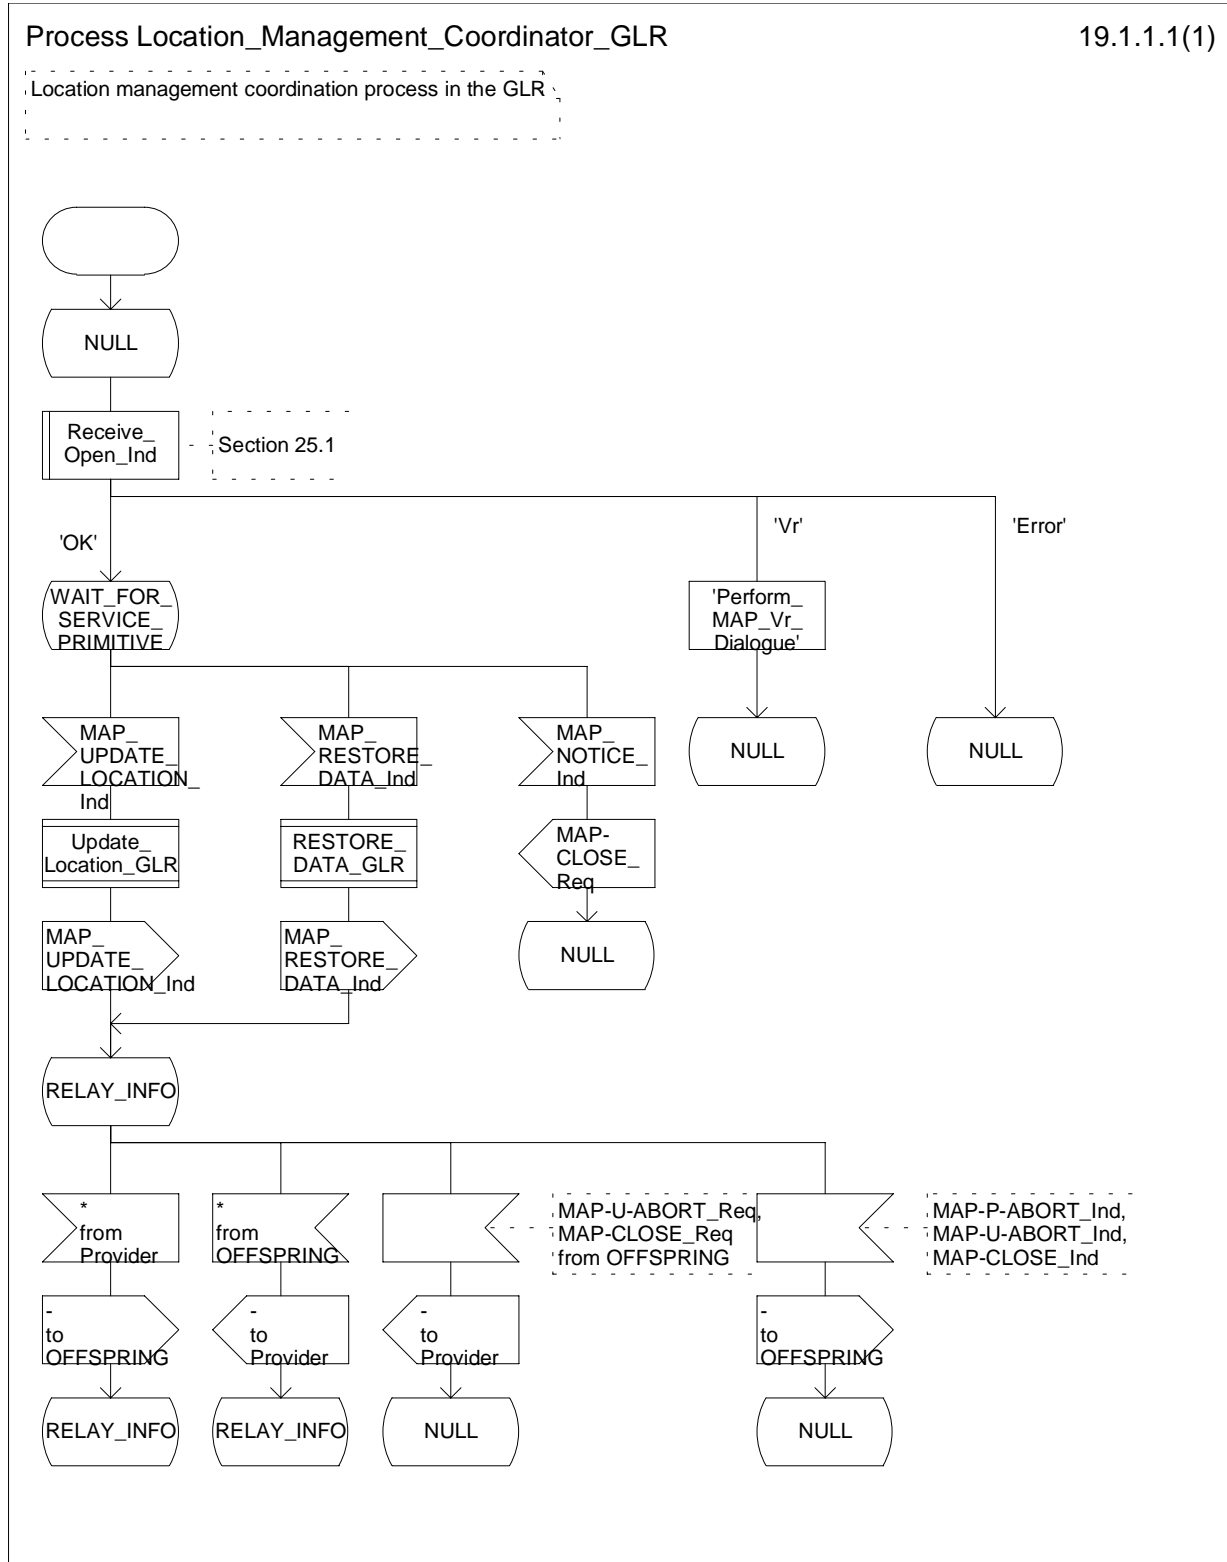 Process Location_Management_Coordinator_GLR
19.1.1.1(1)
Location management coordination process in the GLR
NULL
Receive_
Open_Ind
Section 25.1
'OK'
'Vr'
'Error'
WAIT_FOR_
SERVICE_
PRIMITIVE
'Perform_
MAP_Vr_
Dialogue'
MAP_
UPDATE_
LOCATION_
Ind
MAP_
RESTORE_
DATA_Ind
MAP_
NOTICE_
Ind
NULL
NULL
Update_
Location_GLR
RESTORE_
DATA_GLR
MAP-
CLOSE_
Req
MAP_
UPDATE_
LOCATION_Ind
MAP_
RESTORE_
DATA_Ind
NULL
RELAY_INFO
*
from
Provider
*
from
OFFSPRING
MAP-U-ABORT_Req,
MAP-CLOSE_Req
from OFFSPRING
MAP-P-ABORT_Ind,
MAP-U-ABORT_Ind,
MAP-CLOSE_Ind
-
to
OFFSPRING
-
to
Provider
-
to
Provider
-
to
OFFSPRING
RELAY_INFO
RELAY_INFO
NULL
NULL